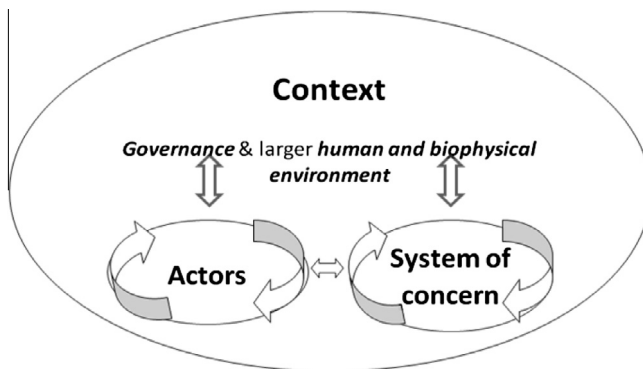 Context
Governance & larger human and biophysical
environment
Actors
System of
concern